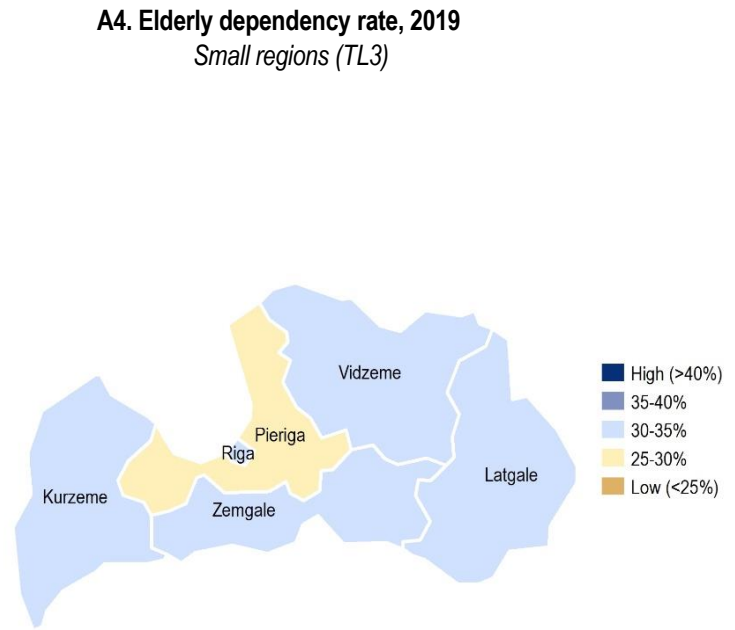 A4. Elderly dependency rate, 2019
Small regions (TL3)
Vidzeme
Pieriga
Riga
Latgale
Kurzeme
Zemgale
High (>40%)
35-40%
30-35%
25-30%
Low (<25%)